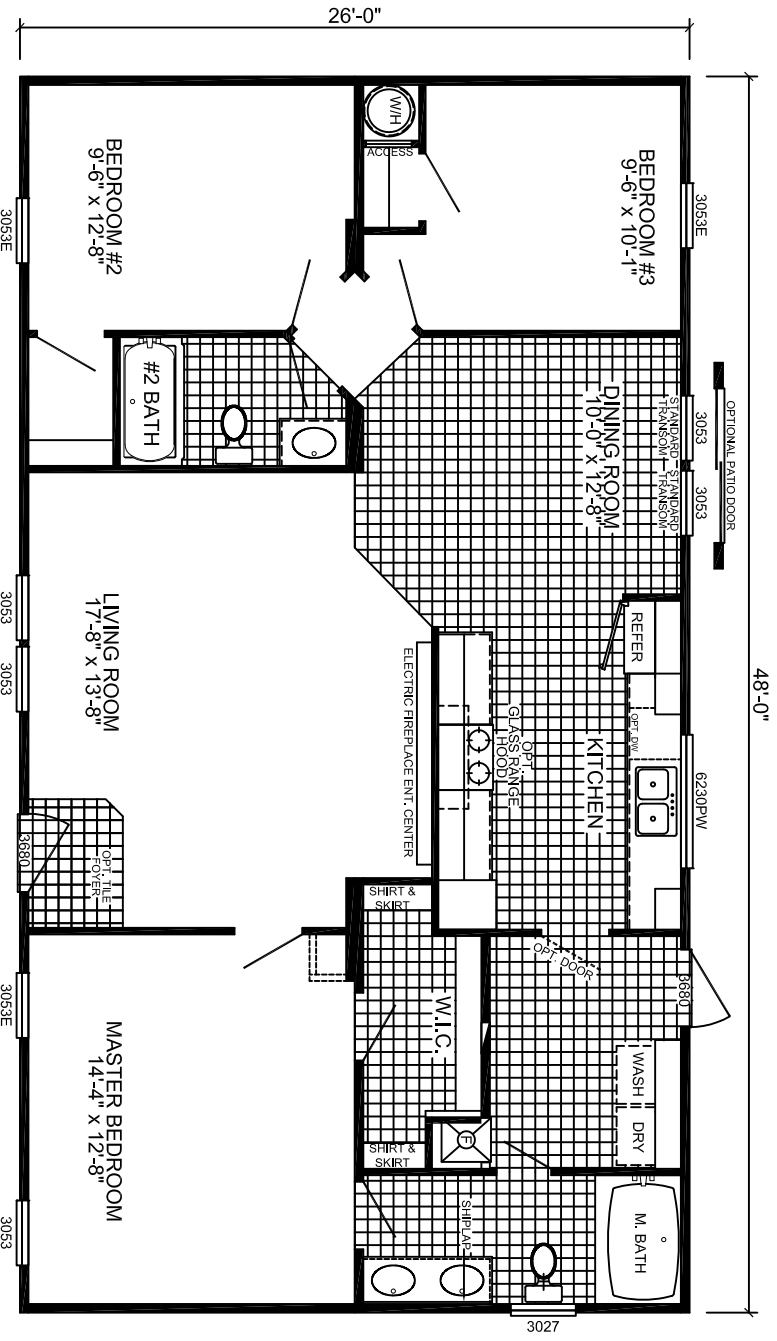 26'-0"
48'-0"
W/H
ACCESS
BEDROOM #3
9'-6" x 10'-1"
3053E
BEDROOM #2
9'-6" x 12'-8"
3053E
#2 BATH
DINING ROOM
10'-0" x 12'-8"
STANDARD
TRANSOM
STANDARD
TRANSOM
3053
3053
OPTIONAL PATIO DOOR
REFER
OPT. DW
KITCHEN
OPT.
GLASS RANGE
HOOD
6230PW
ELECTRIC FIREPLACE ENT. CENTER
LIVING ROOM
17'-8" x 13'-8"
3053
3053
3680
OPT. TILE
FOYER
SHIRT &
SKIRT
W.I.C.
OPT. DOOR
3680
WASH
DRY
F
SHIRT &
SKIRT
MASTER BEDROOM
14'-4" x 12'-8"
3053E
3053
SHIPLAP
M. BATH
3027